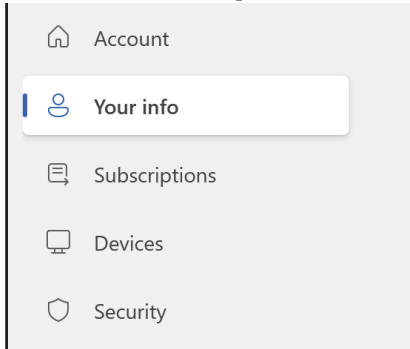 Account
Your info
Subscriptions
Devices
Security